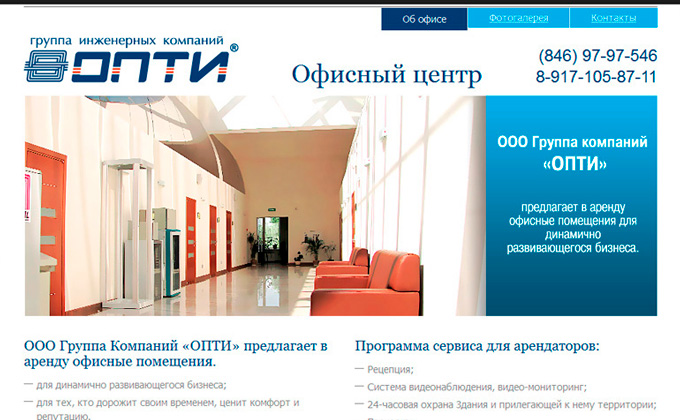 Об офисе
Фотогалерея
Контакты
группа инженерных компаний
ОПТИ®
Офисный центр
(846) 97-97-546
8-917-105-87-11
ООО Группа компаний
«ОПТИ»
предлагает в аренду
офисные помещения для
динамично
развивающегося бизнеса.
ООО Группа Компаний «ОПТИ» предлагает в
аренду офисные помещения.
— для динамично развивающегося бизнеса;
— для тех, кто дорожит своим временем, ценит комфорт и
репутацию.
Программа сервиса для арендаторов:
— Рецепция;
— Система видеонаблюдения, видео-мониторинг;
— 24-часовая охрана Здания и прилегающей к нему территории;